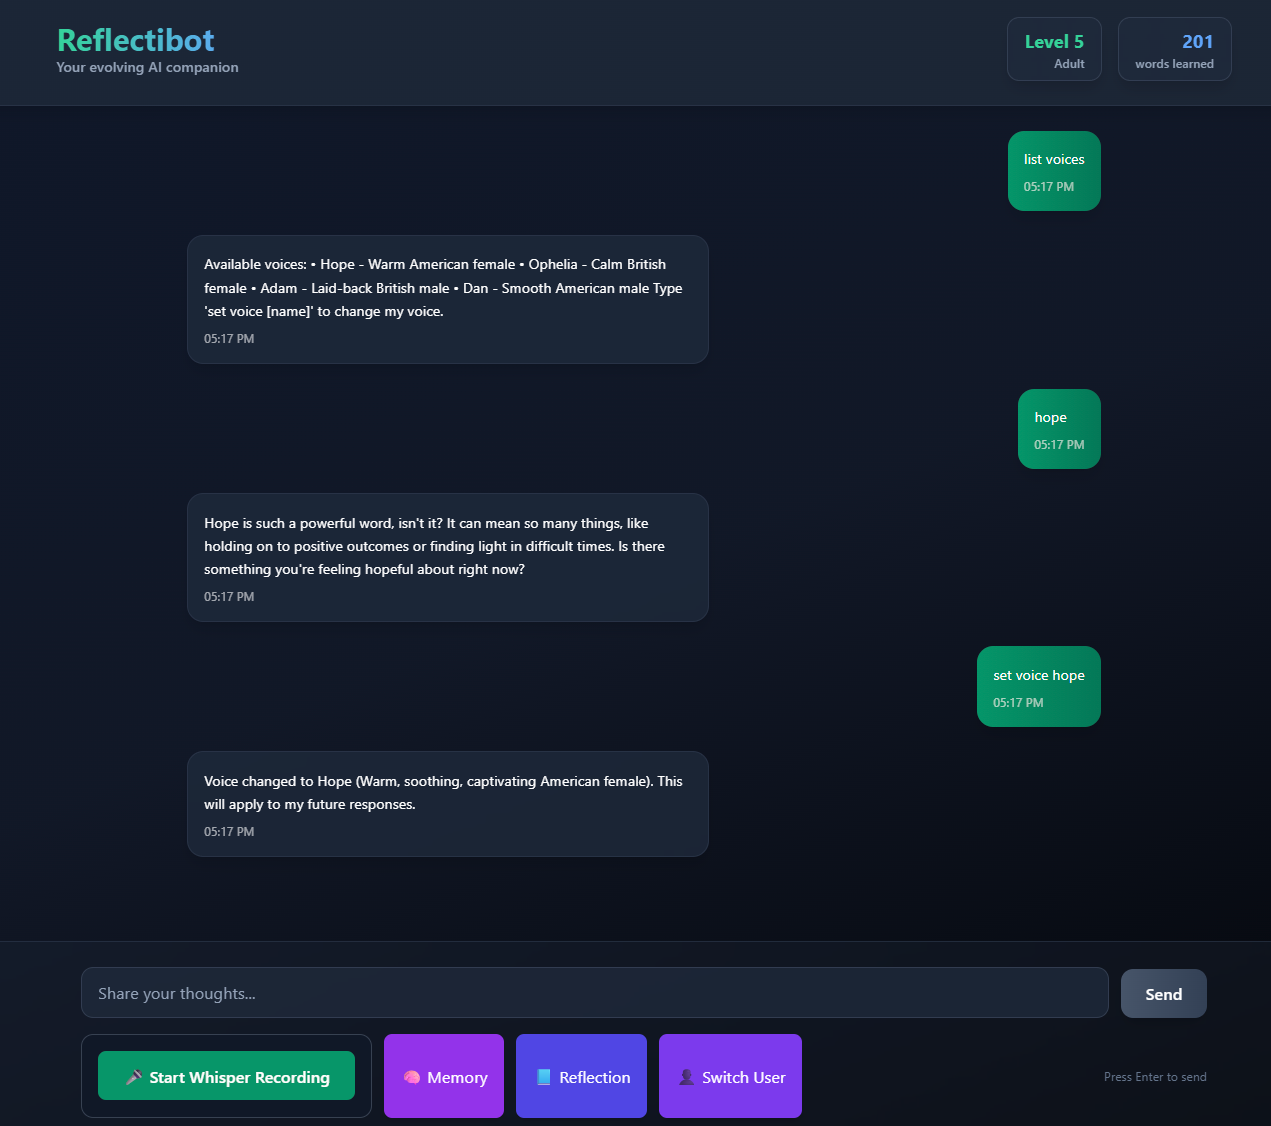 Reflectibot
Your evolving AI companion
Level 5
Adult
201
words learned
list voices
05:17 PM
Available voices: • Hope - Warm American female • Ophelia - Calm British
female • Adam - Laid-back British male • Dan - Smooth American male Type
'set voice [name]' to change my voice.
05:17 PM
hope
05:17 PM
Hope is such a powerful word, isn't it? It can mean so many things, like
holding on to positive outcomes or finding light in difficult times. Is there
something you're feeling hopeful about right now?
05:17 PM
set voice hope
05:17 PM
Voice changed to Hope (Warm, soothing, captivating American female). This
will apply to my future responses.
05:17 PM
Share your thoughts...
Send
Start Whisper Recording
Memory
Reflection
Switch User
Press Enter to send